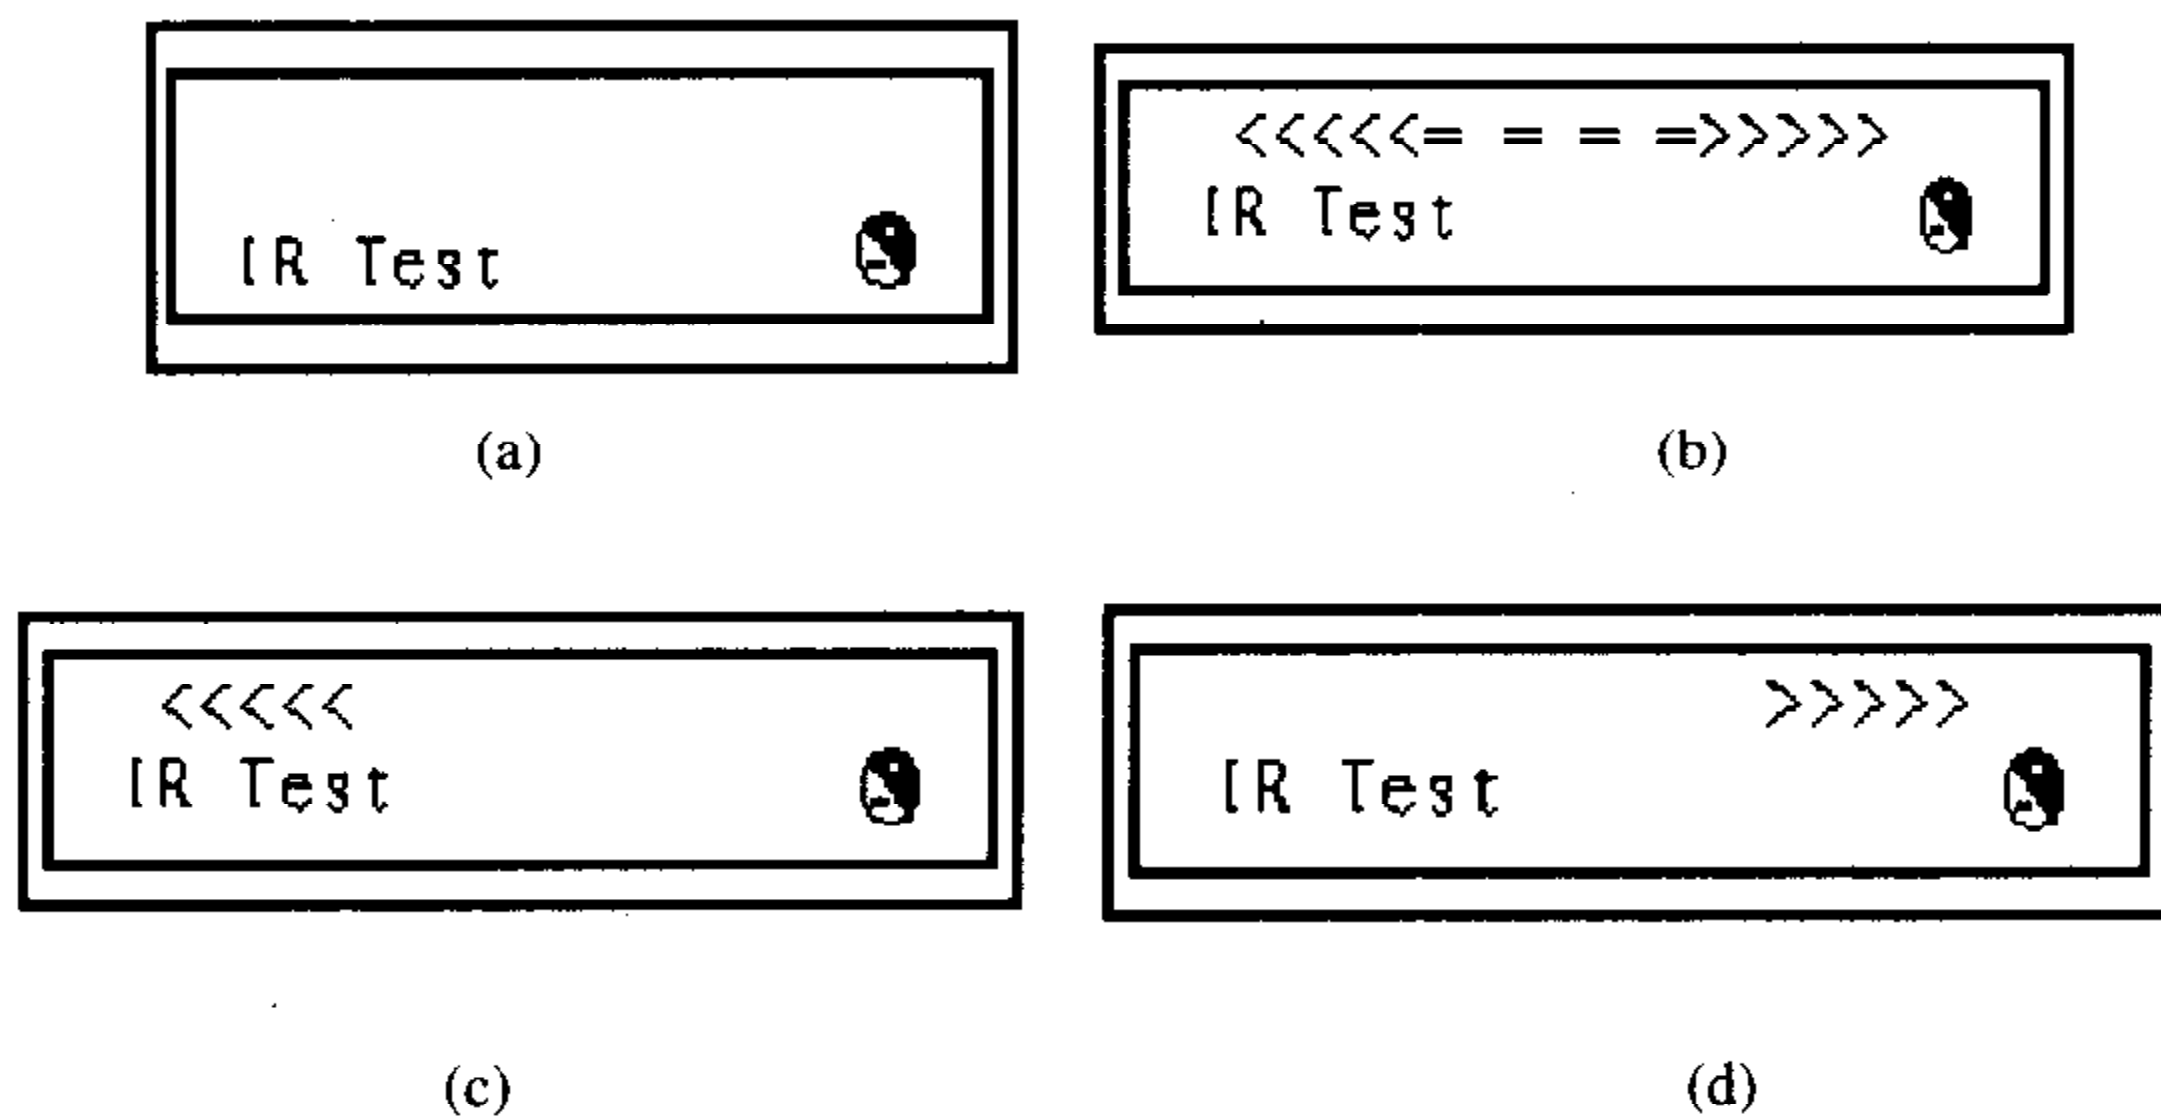 IR Test
(a)
<<<<<= = = =>>>>>
IR Test
(b)
<<<<<
IR Test
(c)
>>>>>
IR Test
(d)